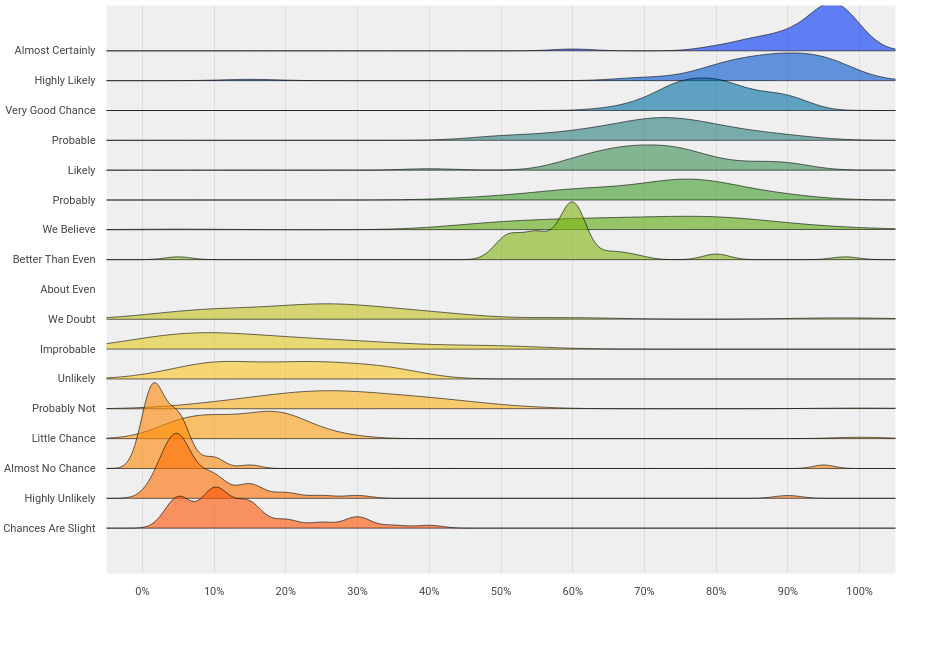 Almost Certainly
Highly Likely
Very Good Chance
Probable
Likely
Probably
We Believe
Better Than Even
About Even
We Doubt
Improbable
Unlikely
Probably Not
Little Chance
Almost No Chance
Highly Unlikely
Chances Are Slight
0% 10% 20% 30% 40% 50% 60% 70% 80% 90% 100%